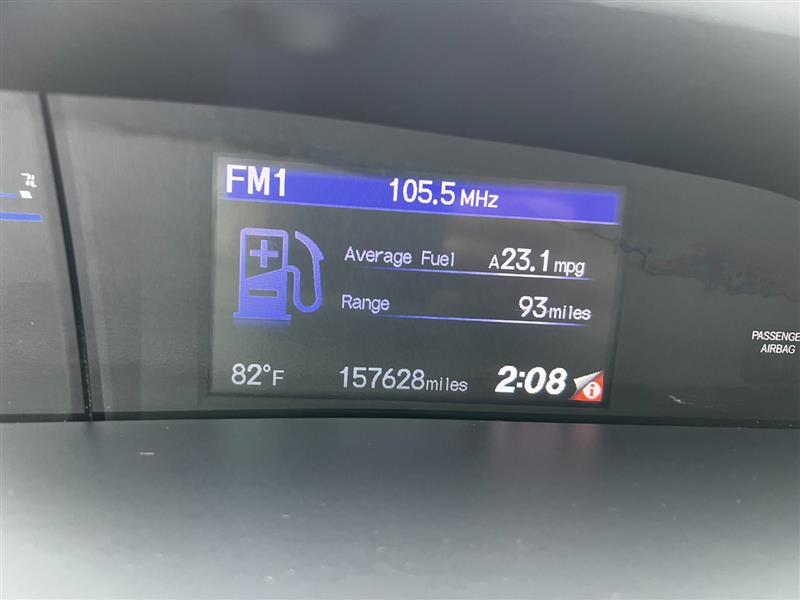 FM1 105.5 MHz
Average Fuel A23.1 mpg
Range 93 miles
82°F 157628 miles 2:08 i
PASSENGE
AIRBAG